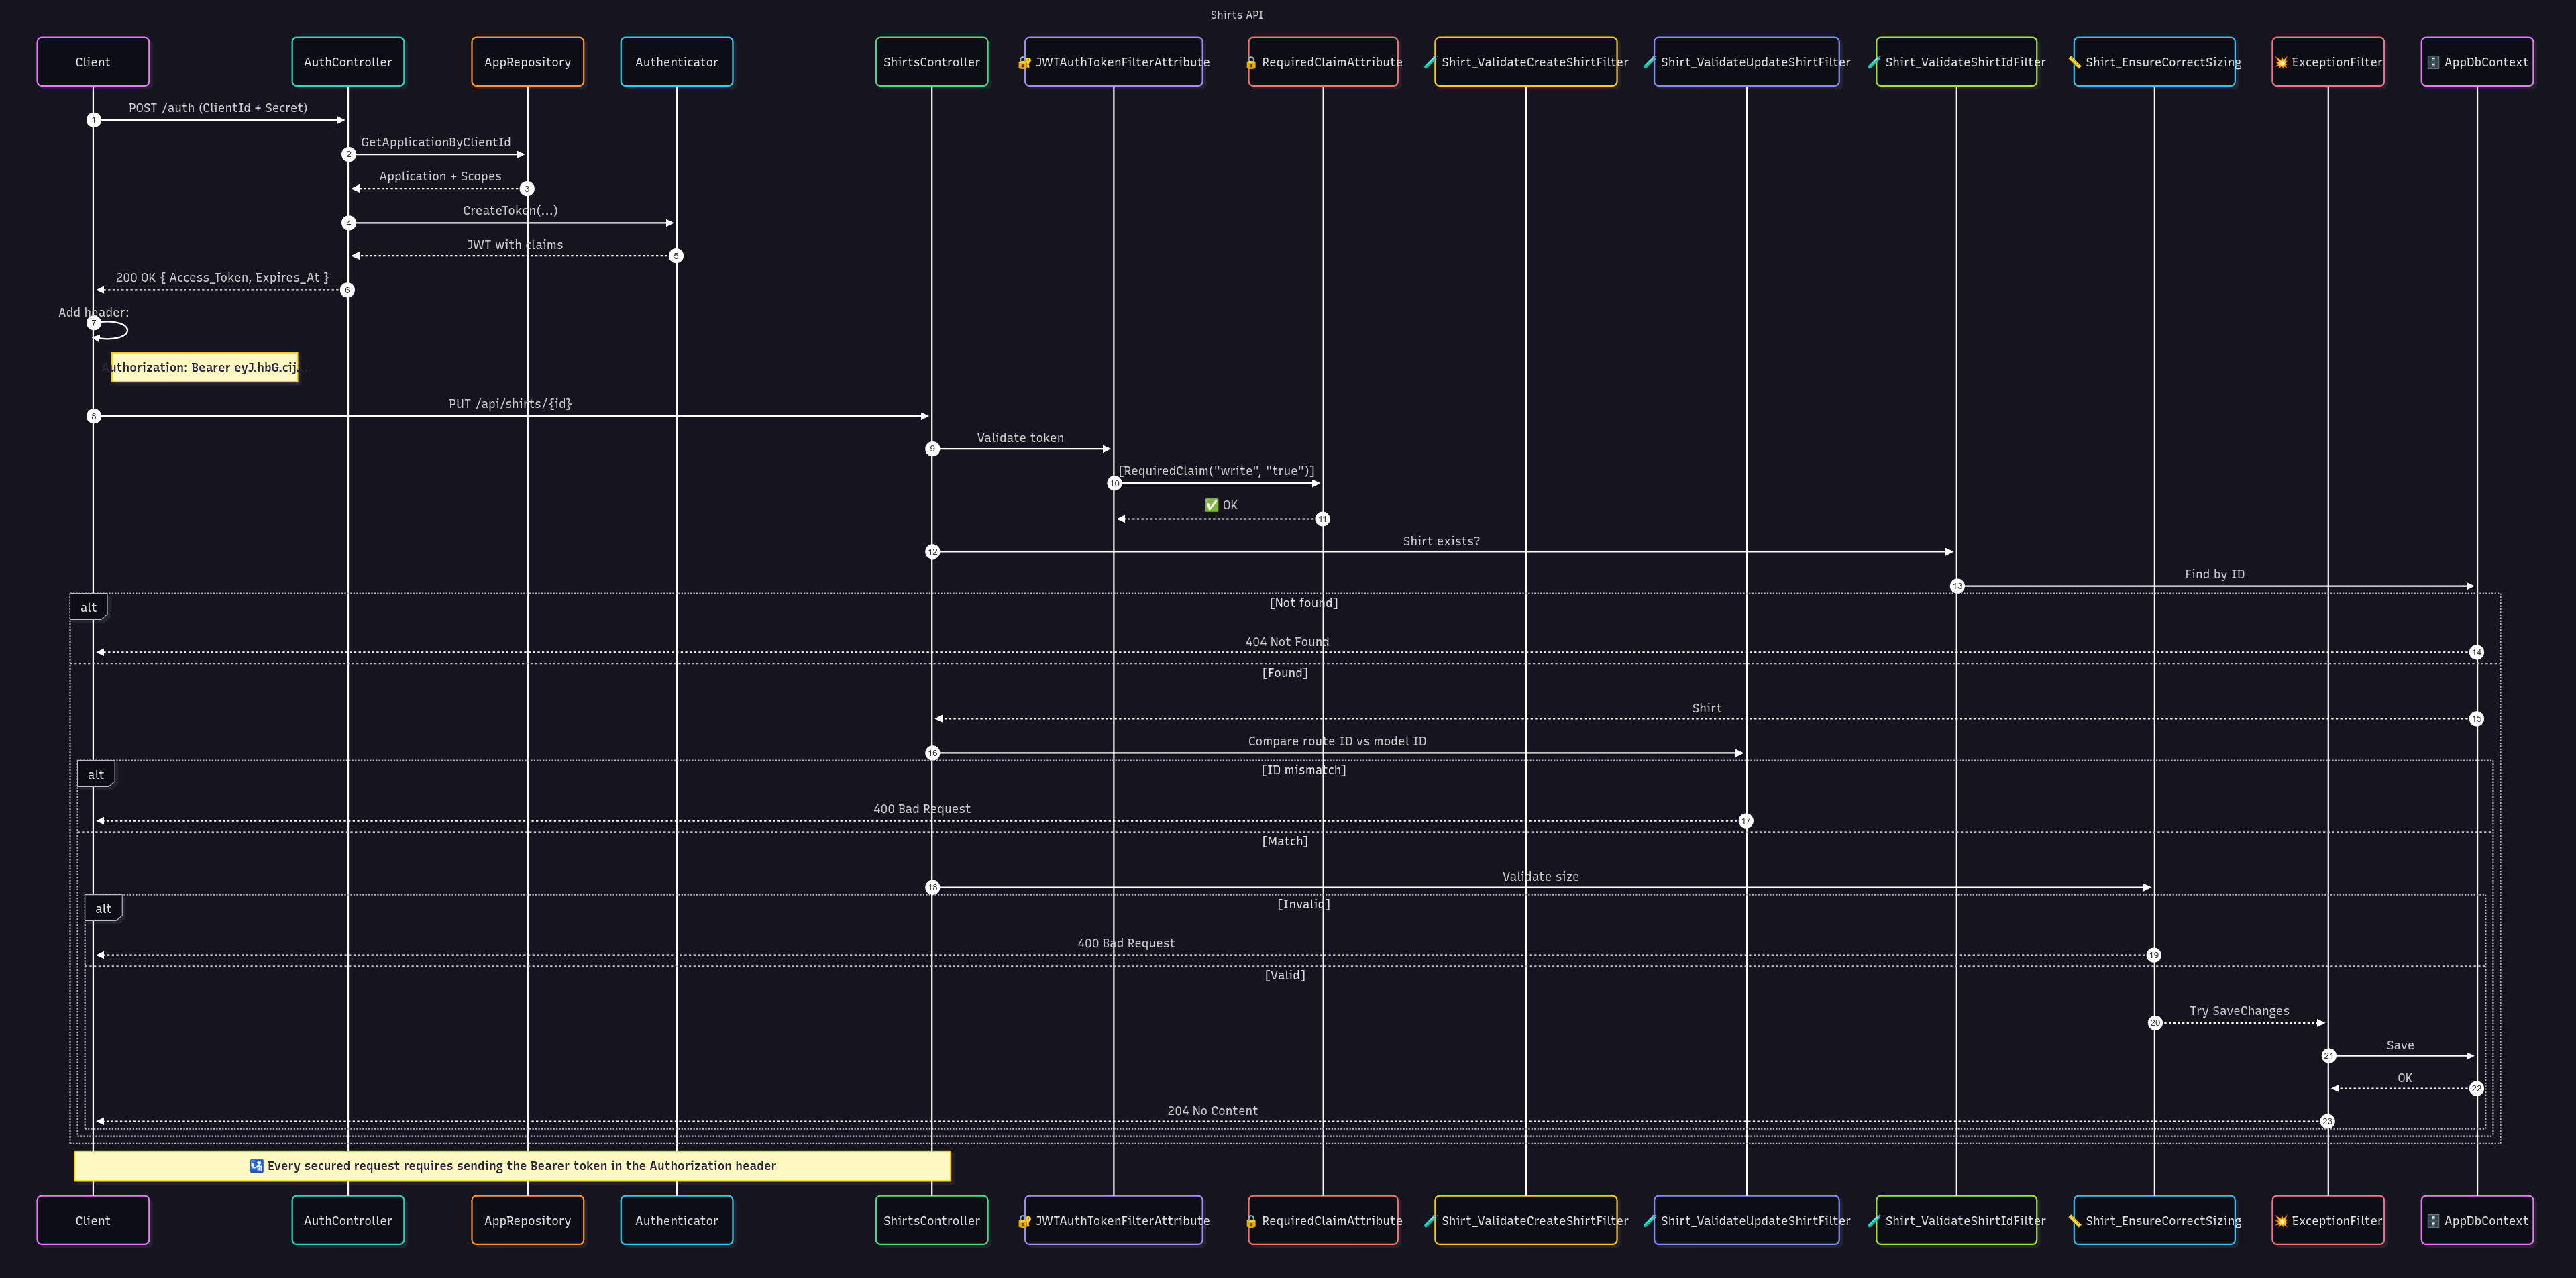 Shirts API
Client
AuthController
AppRepository
Authenticator
ShirtsController
🔐 JWTAuthTokenFilterAttribute
🔒 RequiredClaimAttribute
🧪 Shirt_ValidateCreateShirtFilter
🧪 Shirt_ValidateUpdateShirtFilter
🧪 Shirt_ValidateShirtIdFilter
📏 Shirt_EnsureCorrectSizing
💥 ExceptionFilter
🗄️ AppDbContext
POST /auth (ClientId + Secret)
1
GetApplicationByClientId
2
Application + Scopes
3
CreateToken(...)
4
JWT with claims
5
200 OK { Access_Token, Expires_At }
6
Add header:
7
Authorization: Bearer eyJ.hbG.cij.
PUT /api/shirts/{id}
8
Validate token
9
[RequiredClaim("write", "true")]
10
✅ OK
11
Shirt exists?
12
Find by ID
13
alt
[Not found]
404 Not Found
14
[Found]
Shirt
15
Compare route ID vs model ID
16
alt
[ID mismatch]
400 Bad Request
17
[Match]
Validate size
18
alt
[Invalid]
400 Bad Request
19
[Valid]
Try SaveChanges
20
Save
21
OK
22
204 No Content
23
🛂 Every secured request requires sending the Bearer token in the Authorization header
Client
AuthController
AppRepository
Authenticator
ShirtsController
🔐 JWTAuthTokenFilterAttribute
🔒 RequiredClaimAttribute
🧪 Shirt_ValidateCreateShirtFilter
🧪 Shirt_ValidateUpdateShirtFilter
🧪 Shirt_ValidateShirtIdFilter
📏 Shirt_EnsureCorrectSizing
💥 ExceptionFilter
🗄️ AppDbContext